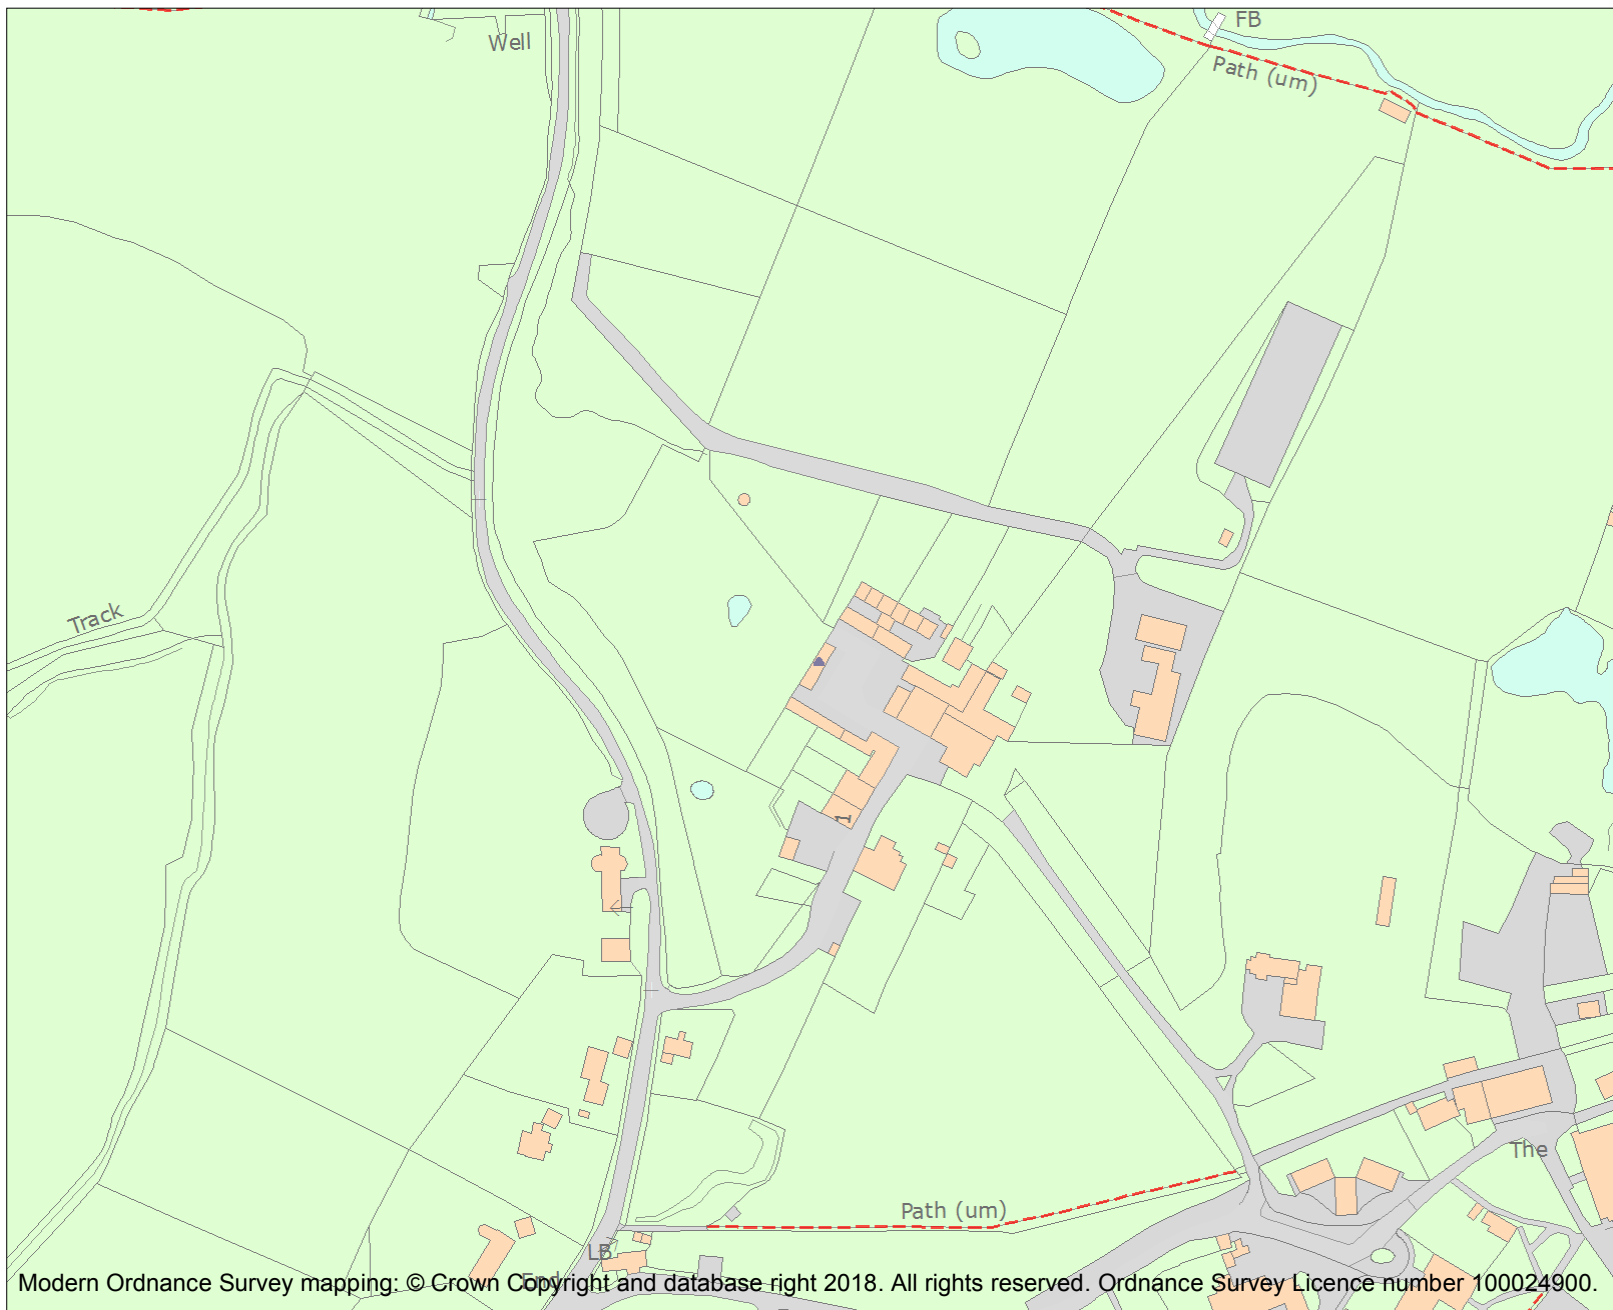 FB
Well
Path (um)
Track
1
The
Path (um)
LB
End
Modern Ordnance Survey mapping: © Crown Copyright and database right 2018. All rights reserved. Ordnance Survey Licence number 100024900.